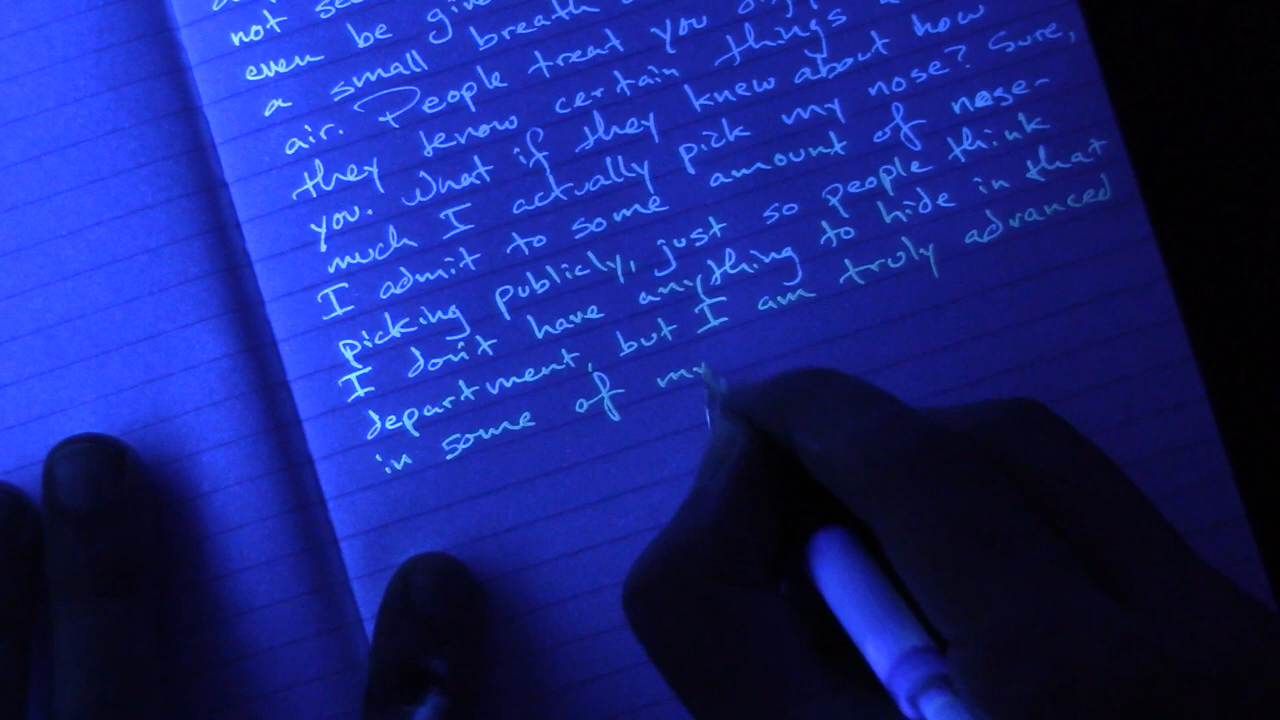 not
even be
a small breath
air. People treat you
they know certain things
you. What if they knew about how
much I actually pick my nose? Sure,
I admit to some amount of nose-
picking publicly, just so people think
I don't have anything to hide in that
department, but I am truly advanced
in some of my